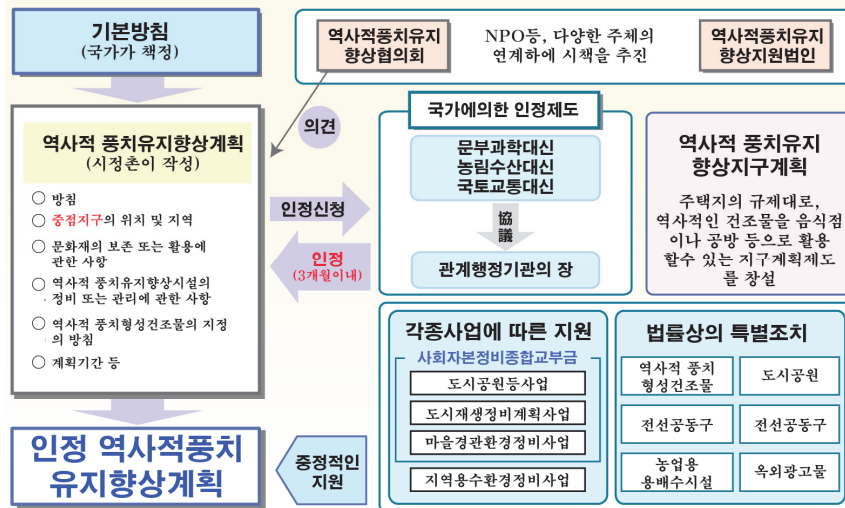 기본방침
(국가가 책정)
역사적풍치유지
향상협의회
NPO등, 다양한 주체의
연계하에 시책을 추진
역사적풍치유지
향상지원법인
의견
역사적 풍치유지향상계획
(시정촌이 작성)
○ 방침
○ 중점지구의 위치 및 지역
○ 문화재의 보존 또는 활용에
관한 사항
○ 역사적 풍치유지향상시설의
정비 또는 관리에 관한 사항
○ 역사적 풍치형성건조물의 지정
의 방침
○ 계획기간 등
인정신청
인정
(3개월이내)
국가에의한 인정제도
문부과학대신
농림수산대신
국토교통대신
協
議
관계행정기관의 장
역사적 풍치유지
향상지구계획
주택지의 규제대로,
역사적인 건조물을 음식점
이나 공방 등으로 활용
할수 있는 지구계획제도
를 창설
인정 역사적풍치
유지향상계획
중정적인
지원
각종사업에 따른 지원
사회자본정비종합교부금
도시공원등사업
도시재생정비계획사업
마을경관환경정비사업
지역용수환경정비사업
법률상의 특별조치
역사적 풍치
형성건조물
도시공원
전선공동구
전선공동구
농업용
용배수시설
옥외광고물